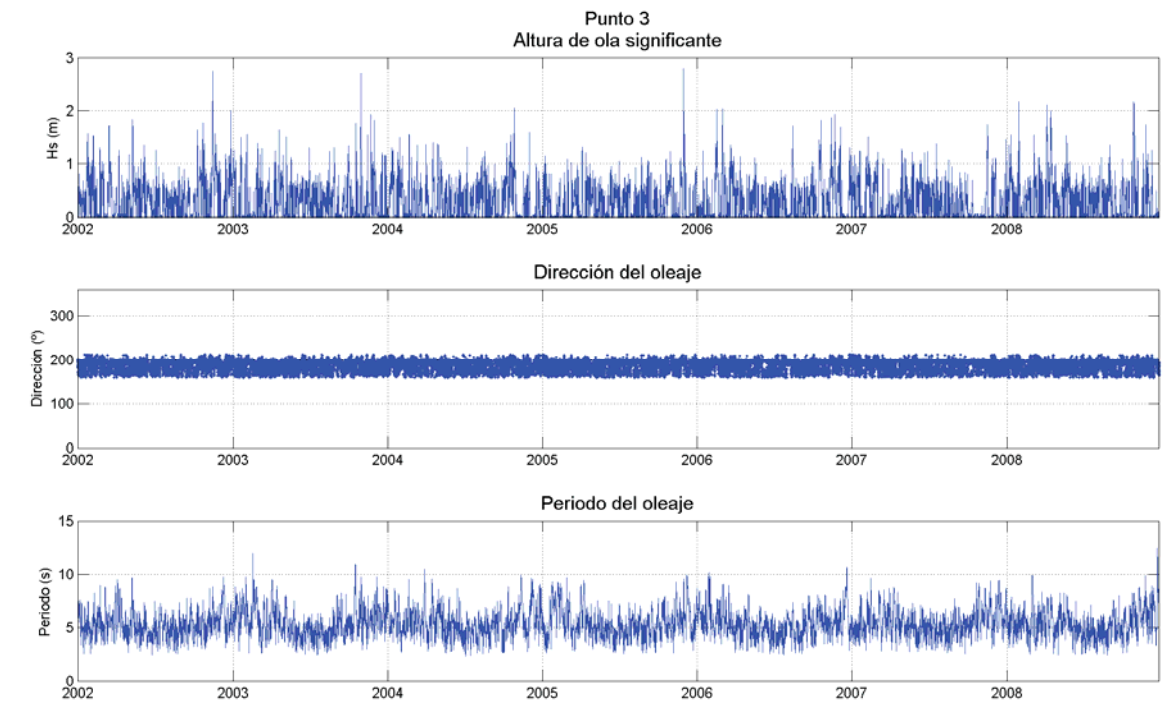 Punto 3
Altura de ola significante
3
2
1
0
Hs (m)
2002 2003 2004 2005 2006 2007 2008
Dirección del oleaje
300
200
100
0
Dirección (º)
2002 2003 2004 2005 2006 2007 2008
Periodo del oleaje
15
10
5
0
Periodo (s)
2002 2003 2004 2005 2006 2007 2008